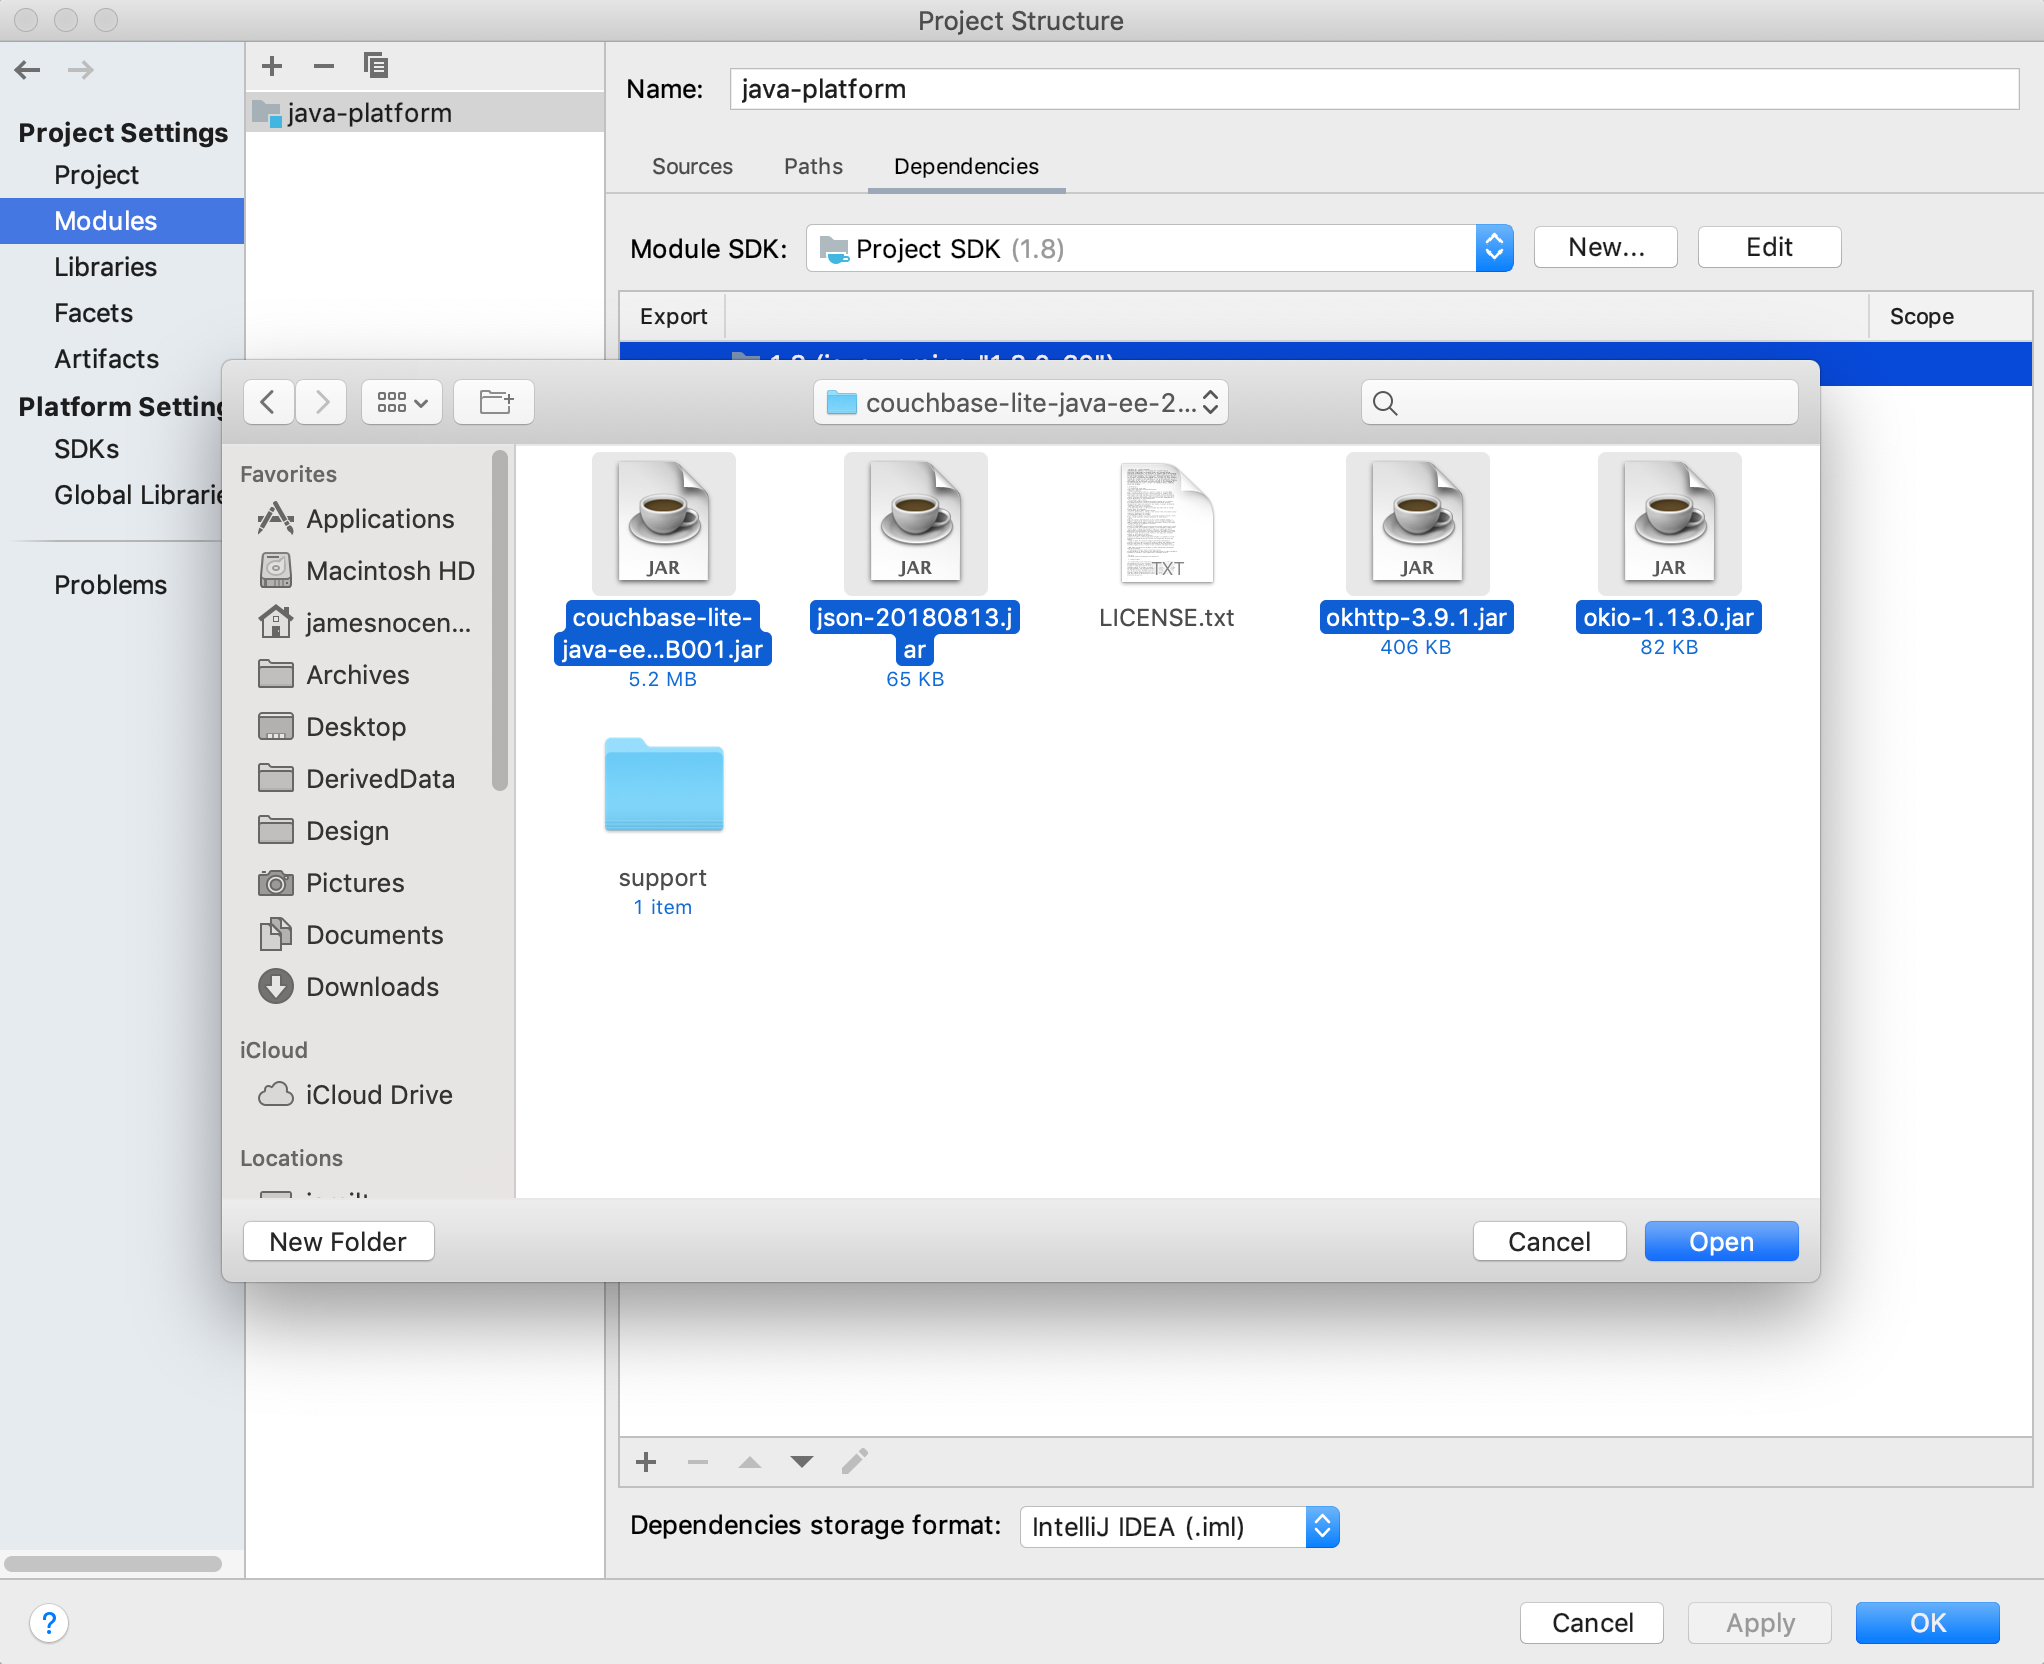 Project Structure
Project Settings
Project
Modules
Libraries
Facets
Artifacts
Platform Setting
SDKs
Global Librarie
Problems
java-platform
Name: java-platform
Sources Paths Dependencies
Module SDK: Project SDK (1.8) New... Edit
Export Scope
couchbase-lite-java-ee-2...
Favorites
Applications
Macintosh HD
jamesnocen...
Archives
Desktop
DerivedData
Design
Pictures
Documents
Downloads
iCloud
iCloud Drive
Locations
JAR JAR TXT JAR JAR
couchbase-lite-
java-ee...B001.jar
5.2 MB
json-20180813.j
ar
65 KB
LICENSE.txt
okhttp-3.9.1.jar
406 KB
okio-1.13.0.jar
82 KB
support
1 item
New Folder Cancel Open
Dependencies storage format: IntelliJ IDEA (.iml)
? Cancel Apply OK